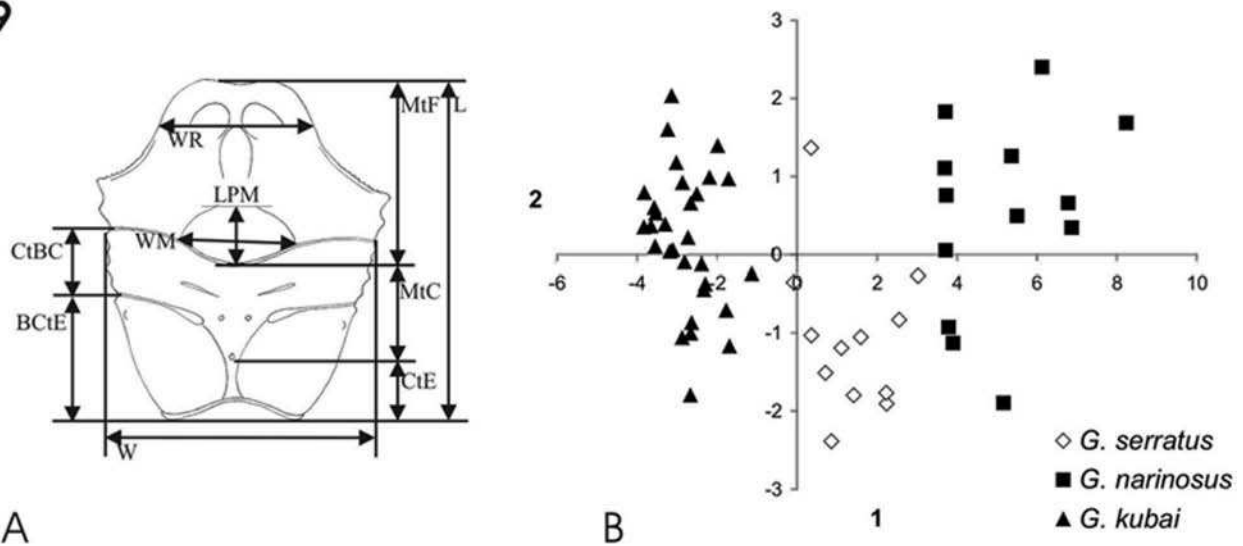 9
MtF L
WR
LPM
WM
CtBC
MtC
BCtE
CtE
W
A
3
2
1
0
-1
-2
-3
-6 -4 -2 0 2 4 6 8 10
2
1
G. serratus
G. narinosus
G. kubai
B